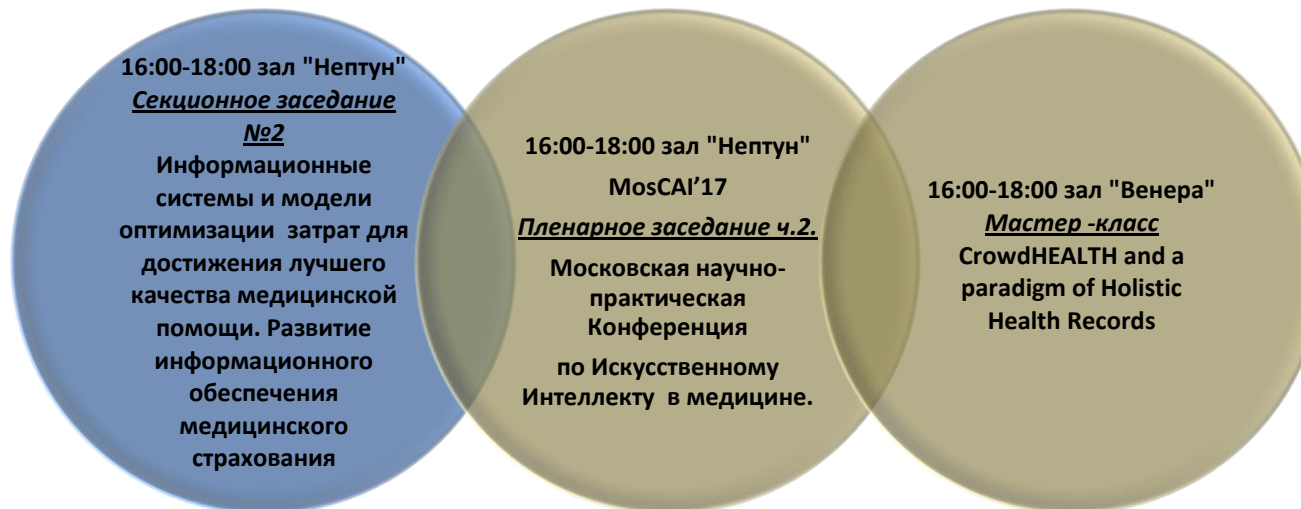 16:00-18:00 зал "Нептун"
Секционное заседание
№2
Информационные
системы и модели
оптимизации затрат для
достижения лучшего
качества медицинской
помощи. Развитие
информационного
обеспечения
медицинского
страхования
16:00-18:00 зал "Нептун"
MosCAI’17
Пленарное заседание ч.2.
Московская научно-
практическая
Конференция
по Искусственному
Интеллекту в медицине.
16:00-18:00 зал "Венера"
Мастер -класс
CrowdHEALTH and a
paradigm of Holistic
Health Records